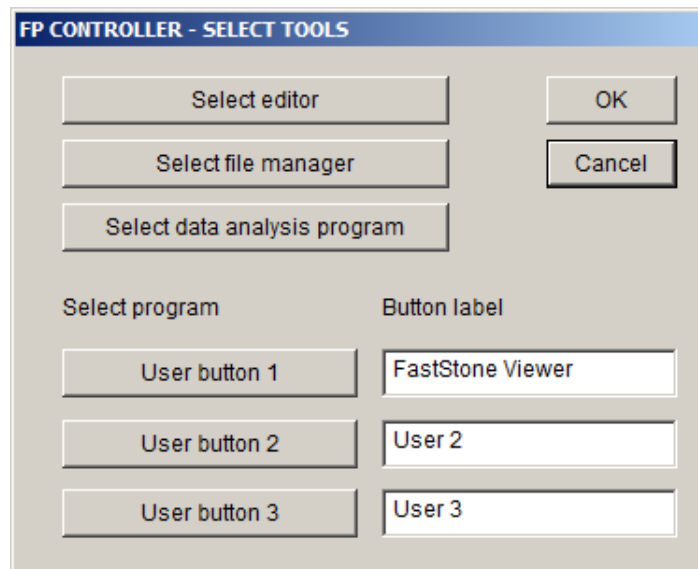 FP CONTROLLER - SELECT TOOLS
Select editor OK
Select file manager Cancel
Select data analysis program
Select program Button label
User button 1 FastStone Viewer
User button 2 User 2
User button 3 User 3